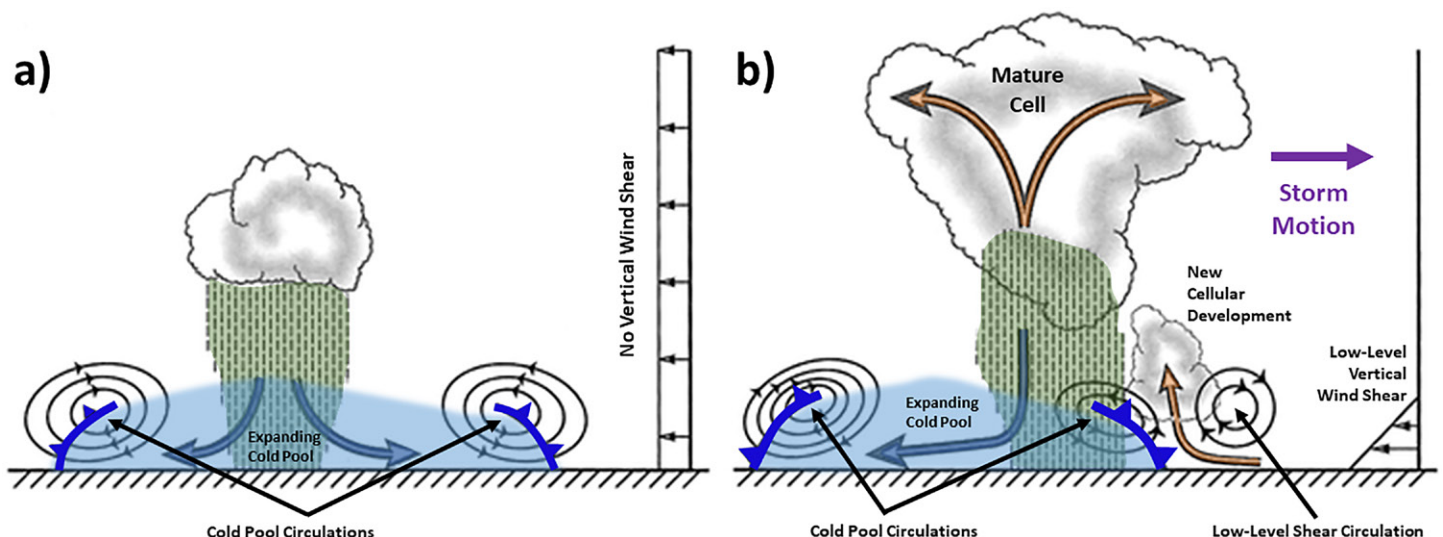 a)
No Vertical Wind Shear
Expanding
Cold Pool
Cold Pool Circulations
b)
Mature
Cell
Storm
Motion
New
Cellular
Development
Low-Level
Vertical
Wind Shear
Expanding
Cold Pool
Cold Pool Circulations
Low-Level Shear Circulation